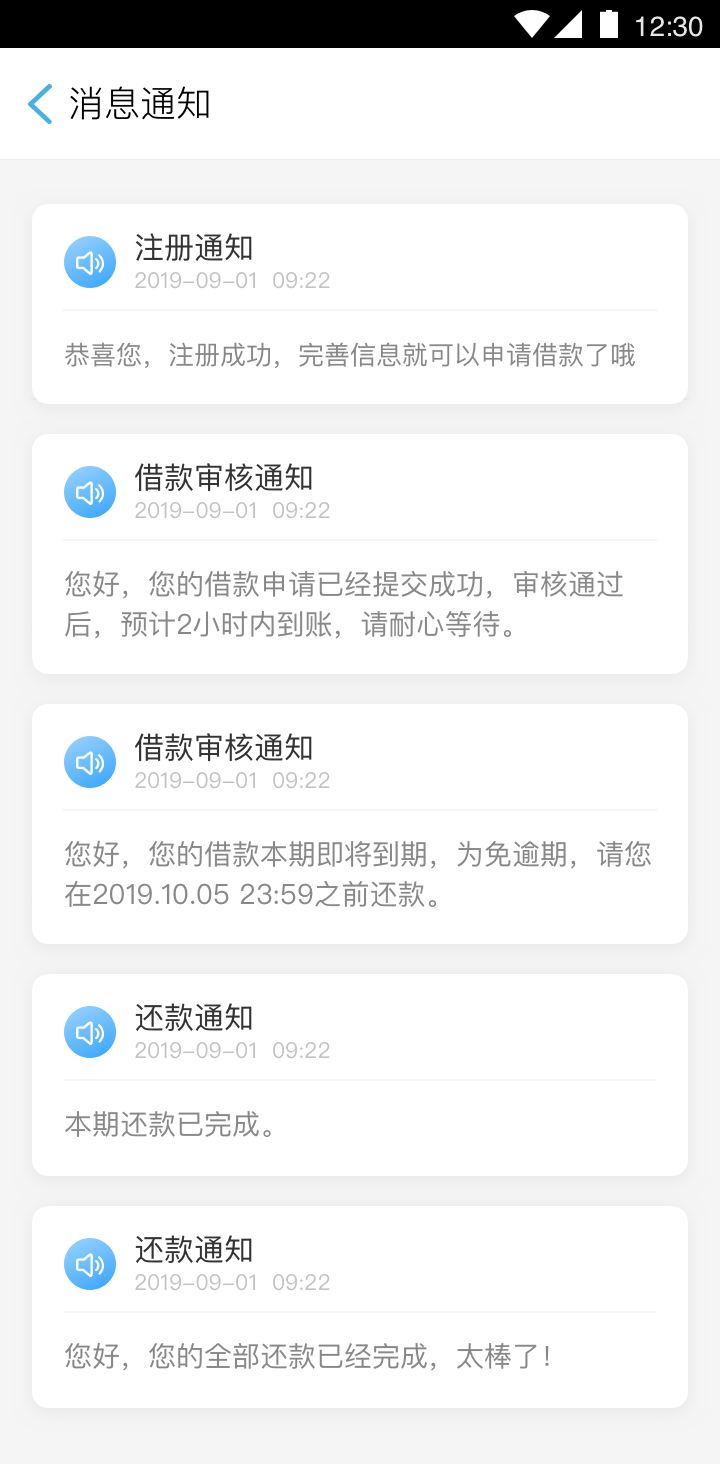 12:30
消息通知
注册通知
2019-09-01 09:22
恭喜您，注册成功，完善信息就可以申请借款了哦
借款审核通知
2019-09-01 09:22
您好，您的借款申请已经提交成功，审核通过
后，预计2小时内到账，请耐心等待。
借款审核通知
2019-09-01 09:22
您好，您的借款本期即将到期，为免逾期，请您
在2019.10.05 23:59之前还款。
还款通知
2019-09-01 09:22
本期还款已完成。
还款通知
2019-09-01 09:22
您好，您的全部还款已经完成，太棒了！